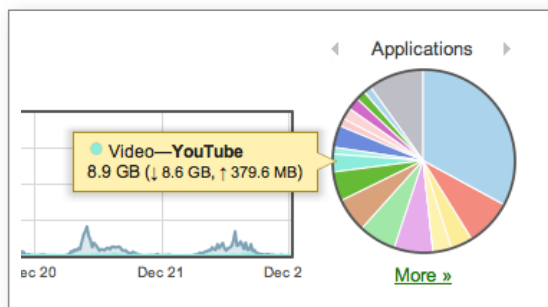 Applications
Video—YouTube
8.9 GB (↓ 8.6 GB, ↑ 379.6 MB)
ec 20
Dec 21
Dec 2
More »